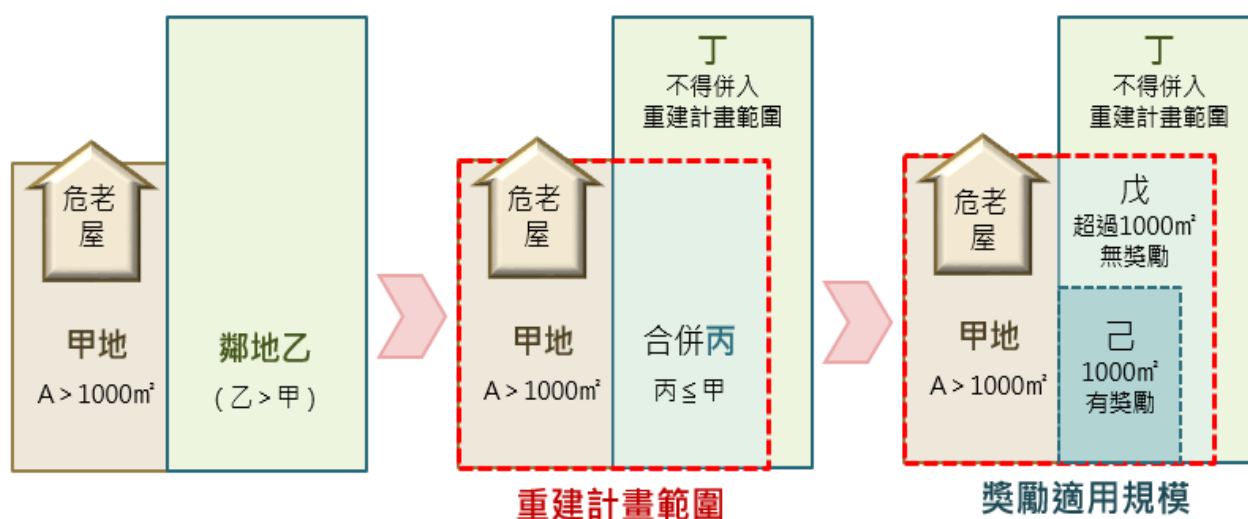 危老
屋
甲地
A > 1000㎡
鄰地乙
( 乙 > 甲 )
丁
不得併入
重建計畫範圍
危老
屋
甲地
A > 1000㎡
合併丙
丙 ≦ 甲
重建計畫範圍
丁
不得併入
重建計畫範圍
危老
屋
甲地
A > 1000㎡
戊
超過1000㎡
無獎勵
己
1000㎡
有獎勵
獎勵適用規模